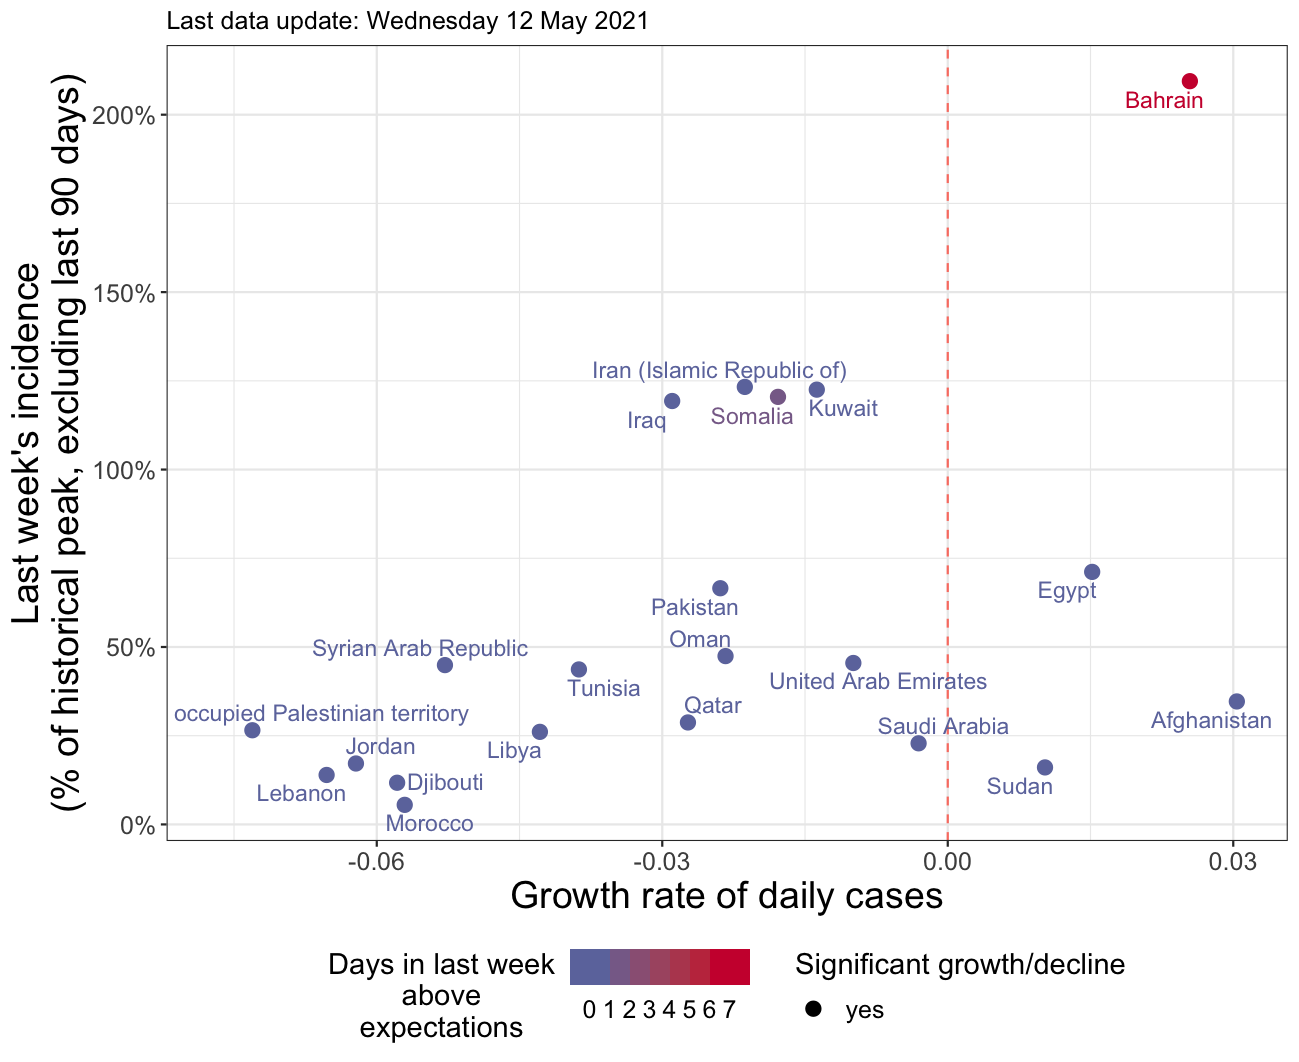 Last data update: Wednesday 12 May 2021
Last week's incidence
(% of historical peak, excluding last 90 days)
200%
150%
100%
50%
0%
Bahrain
Iran (Islamic Republic of)
Kuwait
Somalia
Iraq
Egypt
Pakistan
Oman
Syrian Arab Republic
United Arab Emirates
Tunisia
Qatar
occupied Palestinian territory
Afghanistan
Saudi Arabia
Jordan
Libya
Djibouti
Sudan
Lebanon
Morocco
-0.06
-0.03
0.00
0.03
Growth rate of daily cases
Days in last week
above
expectations
0 1 2 3 4 5 6 7
Significant growth/decline
yes